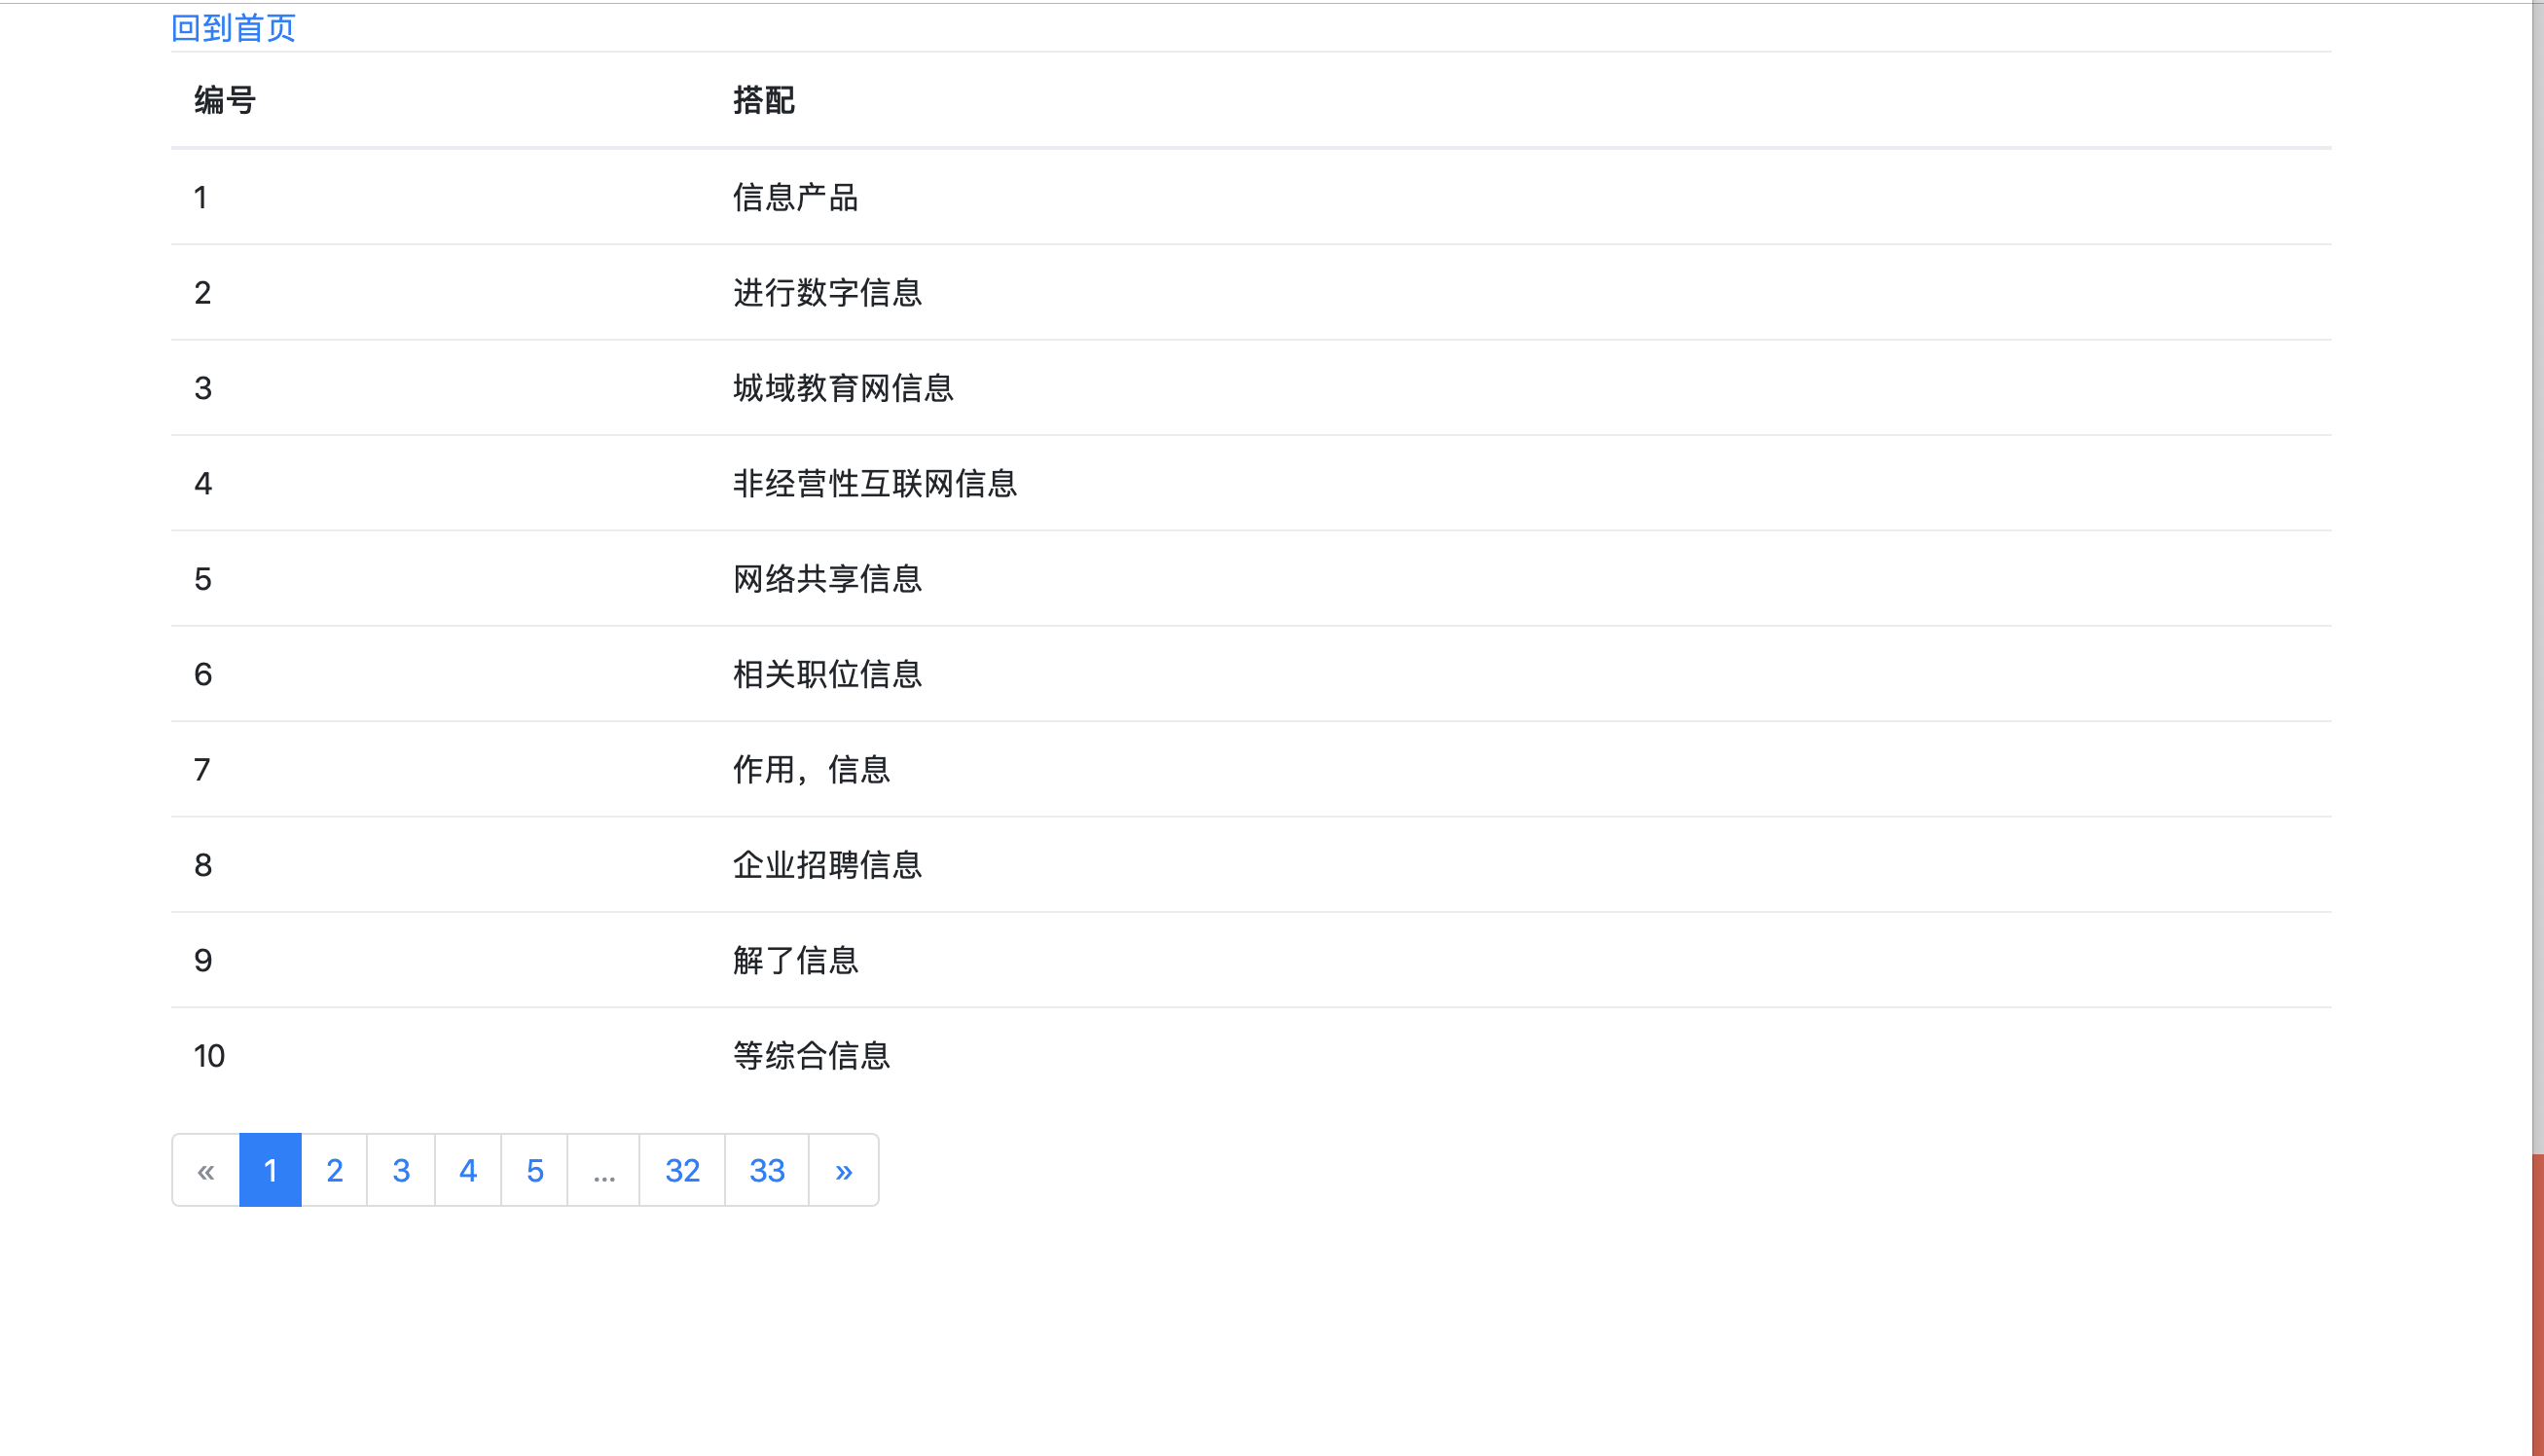 回到首页
编号 搭配
1 信息产品
2 进行数字信息
3 城域教育网信息
4 非经营性互联网信息
5 网络共享信息
6 相关职位信息
7 作用，信息
8 企业招聘信息
9 解了信息
10 等综合信息
« 1 2 3 4 5 ... 32 33 »